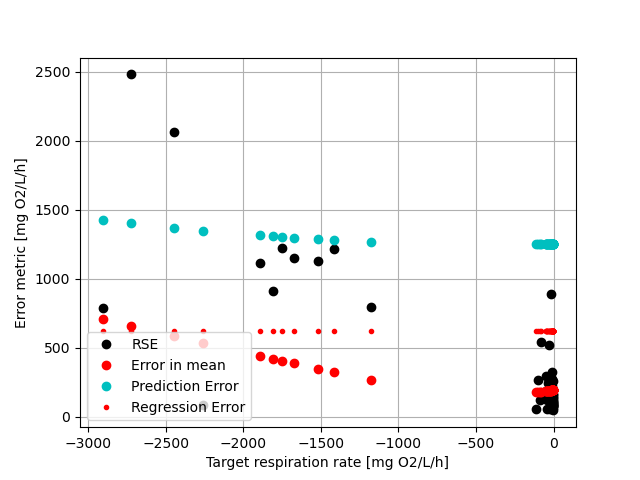 2500
2000
1500
1000
500
0
Error metric [mg O2/L/h]
RSE
Error in mean
Prediction Error
Regression Error
−3000 −2500 −2000 −1500 −1000 −500 0
Target respiration rate [mg O2/L/h]